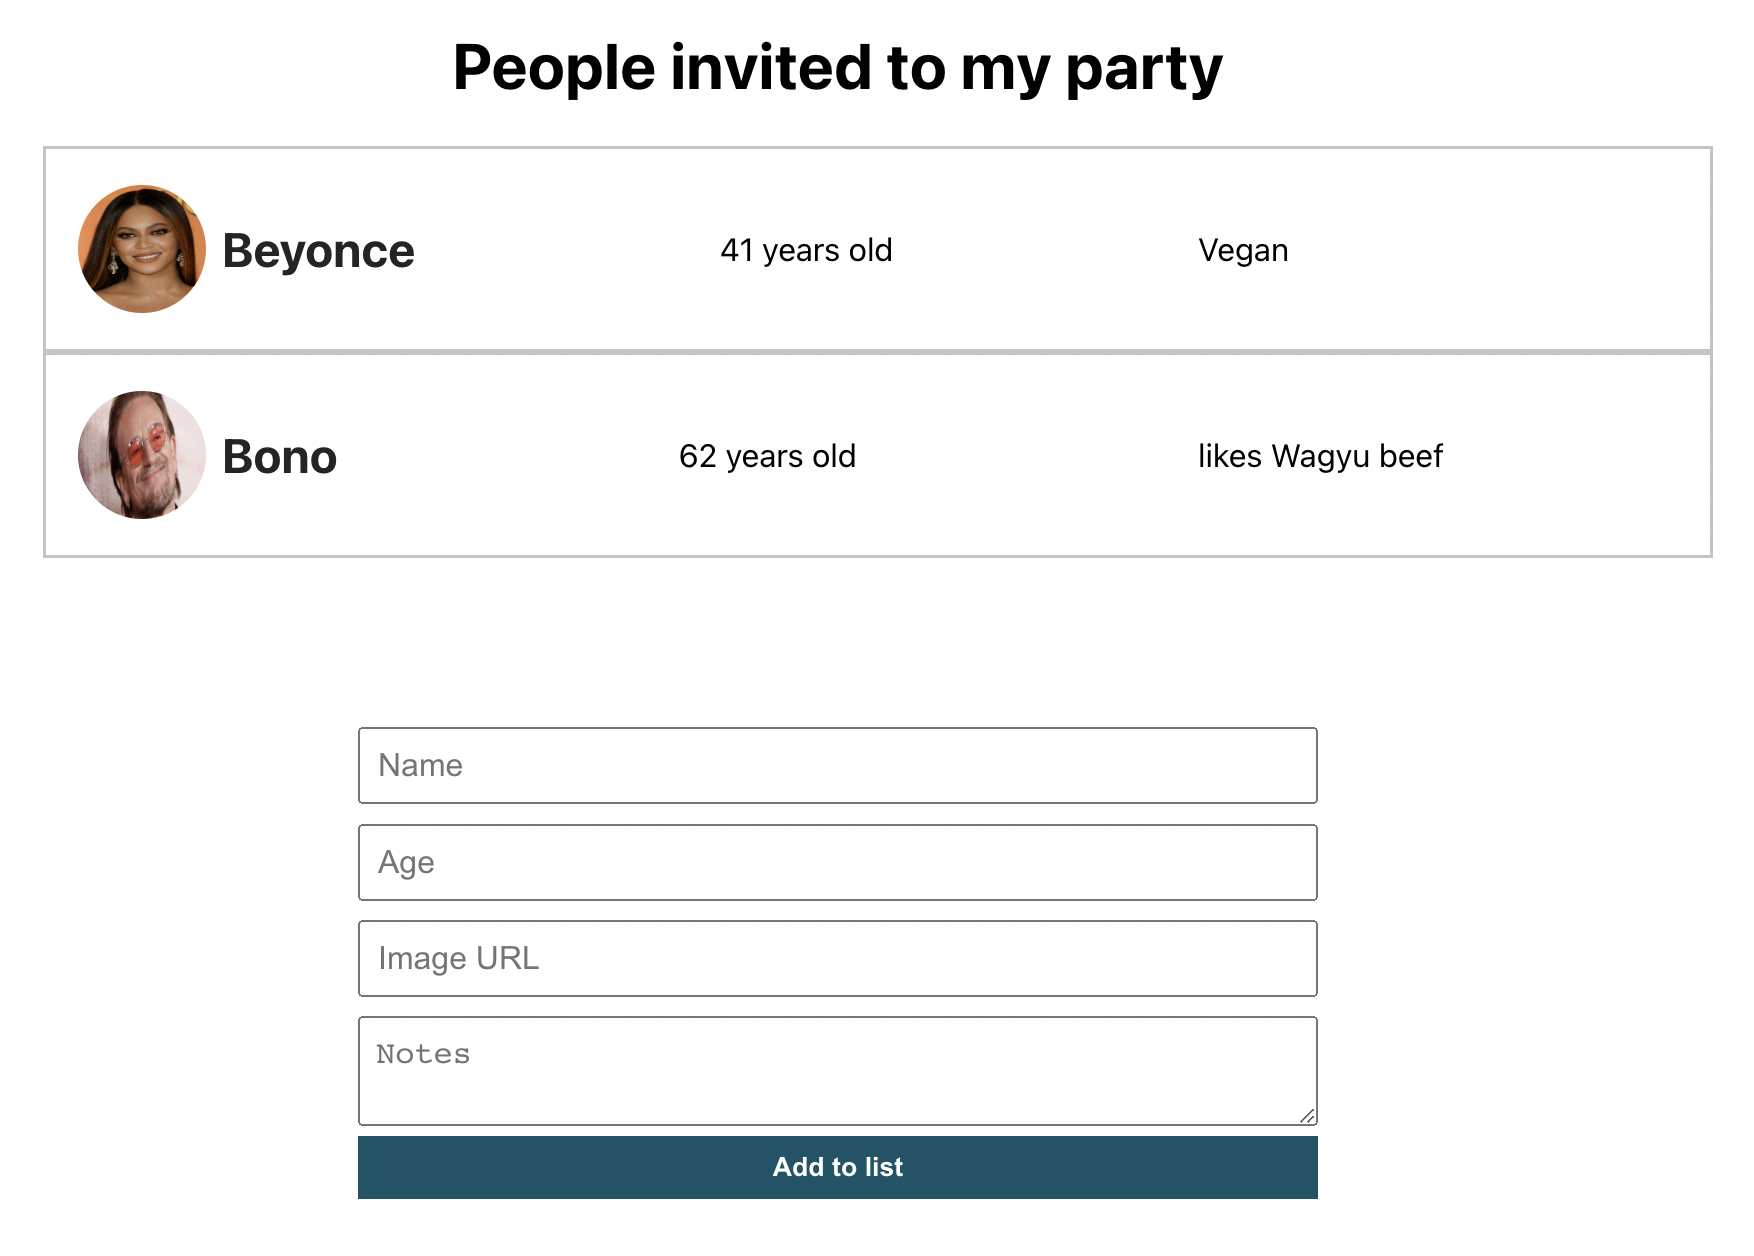 People invited to my party
Beyonce 41 years old Vegan
Bono 62 years old likes Wagyu beef
Name
Age
Image URL
Notes
Add to list